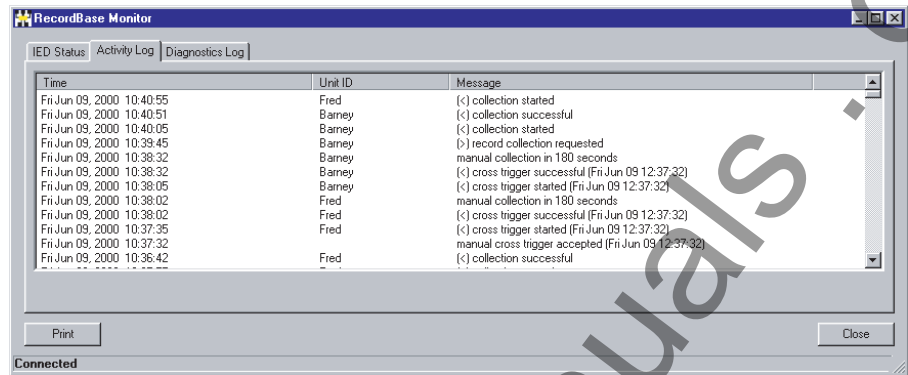 RecordBase Monitor
IED Status Activity Log Diagnostics Log
Time Unit ID Message
Fri Jun 09, 2000 10:40:55 Fred (<) collection started
Fri Jun 09, 2000 10:40:51 Barney (<) collection successful
Fri Jun 09, 2000 10:40:05 Barney (<) collection started
Fri Jun 09, 2000 10:39:45 Barney (>) record collection requested
Fri Jun 09, 2000 10:38:32 Barney manual collection in 180 seconds
Fri Jun 09, 2000 10:38:32 Barney (<) cross trigger successful (Fri Jun 09 12:37:32)
Fri Jun 09, 2000 10:38:05 Barney (<) cross trigger started (Fri Jun 09 12:37:32)
Fri Jun 09, 2000 10:38:02 Fred manual collection in 180 seconds
Fri Jun 09, 2000 10:38:02 Fred (<) cross trigger successful (Fri Jun 09 12:37:32)
Fri Jun 09, 2000 10:37:35 Fred (<) cross trigger started (Fri Jun 09 12:37:32)
Fri Jun 09, 2000 10:37:32 manual cross trigger accepted (Fri Jun 09 12:37:32)
Fri Jun 09, 2000 10:36:42 Fred (<) collection successful
Print Close
Connected
uals